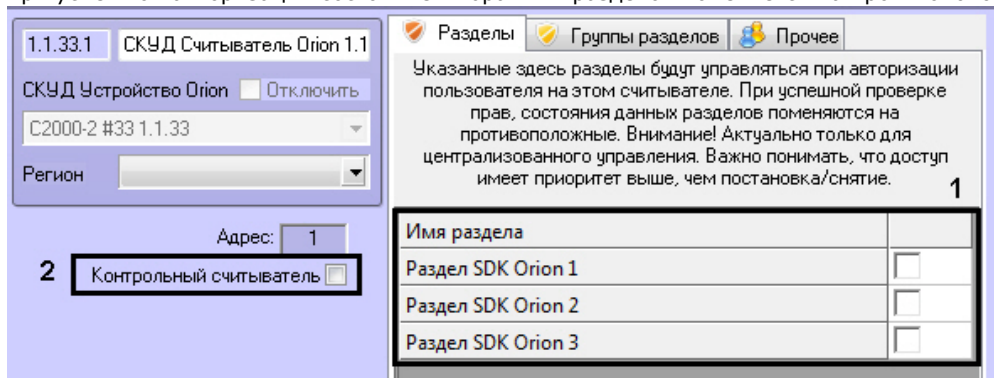 1.1.33.1 СКУД Считыватель Orion 1.1
СКУД Устройство Orion Отключить
С2000-2 #33 1.1.33
Регион
Адрес: 1
2 Контрольный считыватель
Разделы Группы разделов Прочее
Указанные здесь разделы будут управляться при авторизации
пользователя на этом считывателе. При успешной проверке
прав, состояния данных разделов поменяются на
противоположные. Внимание! Актуально только для
централизованного управления. Важно понимать, что доступ
имеет приоритет выше, чем постановка/снятие.
1
Имя раздела
Раздел SDK Orion 1
Раздел SDK Orion 2
Раздел SDK Orion 3